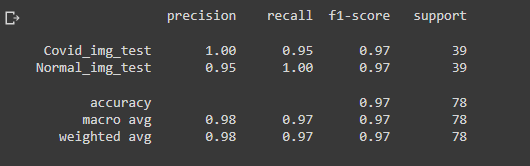 precision recall f1-score support
Covid_img_test 1.00 0.95 0.97 39
Normal_img_test 0.95 1.00 0.97 39
accuracy 0.97 78
macro avg 0.98 0.97 0.97 78
weighted avg 0.98 0.97 0.97 78